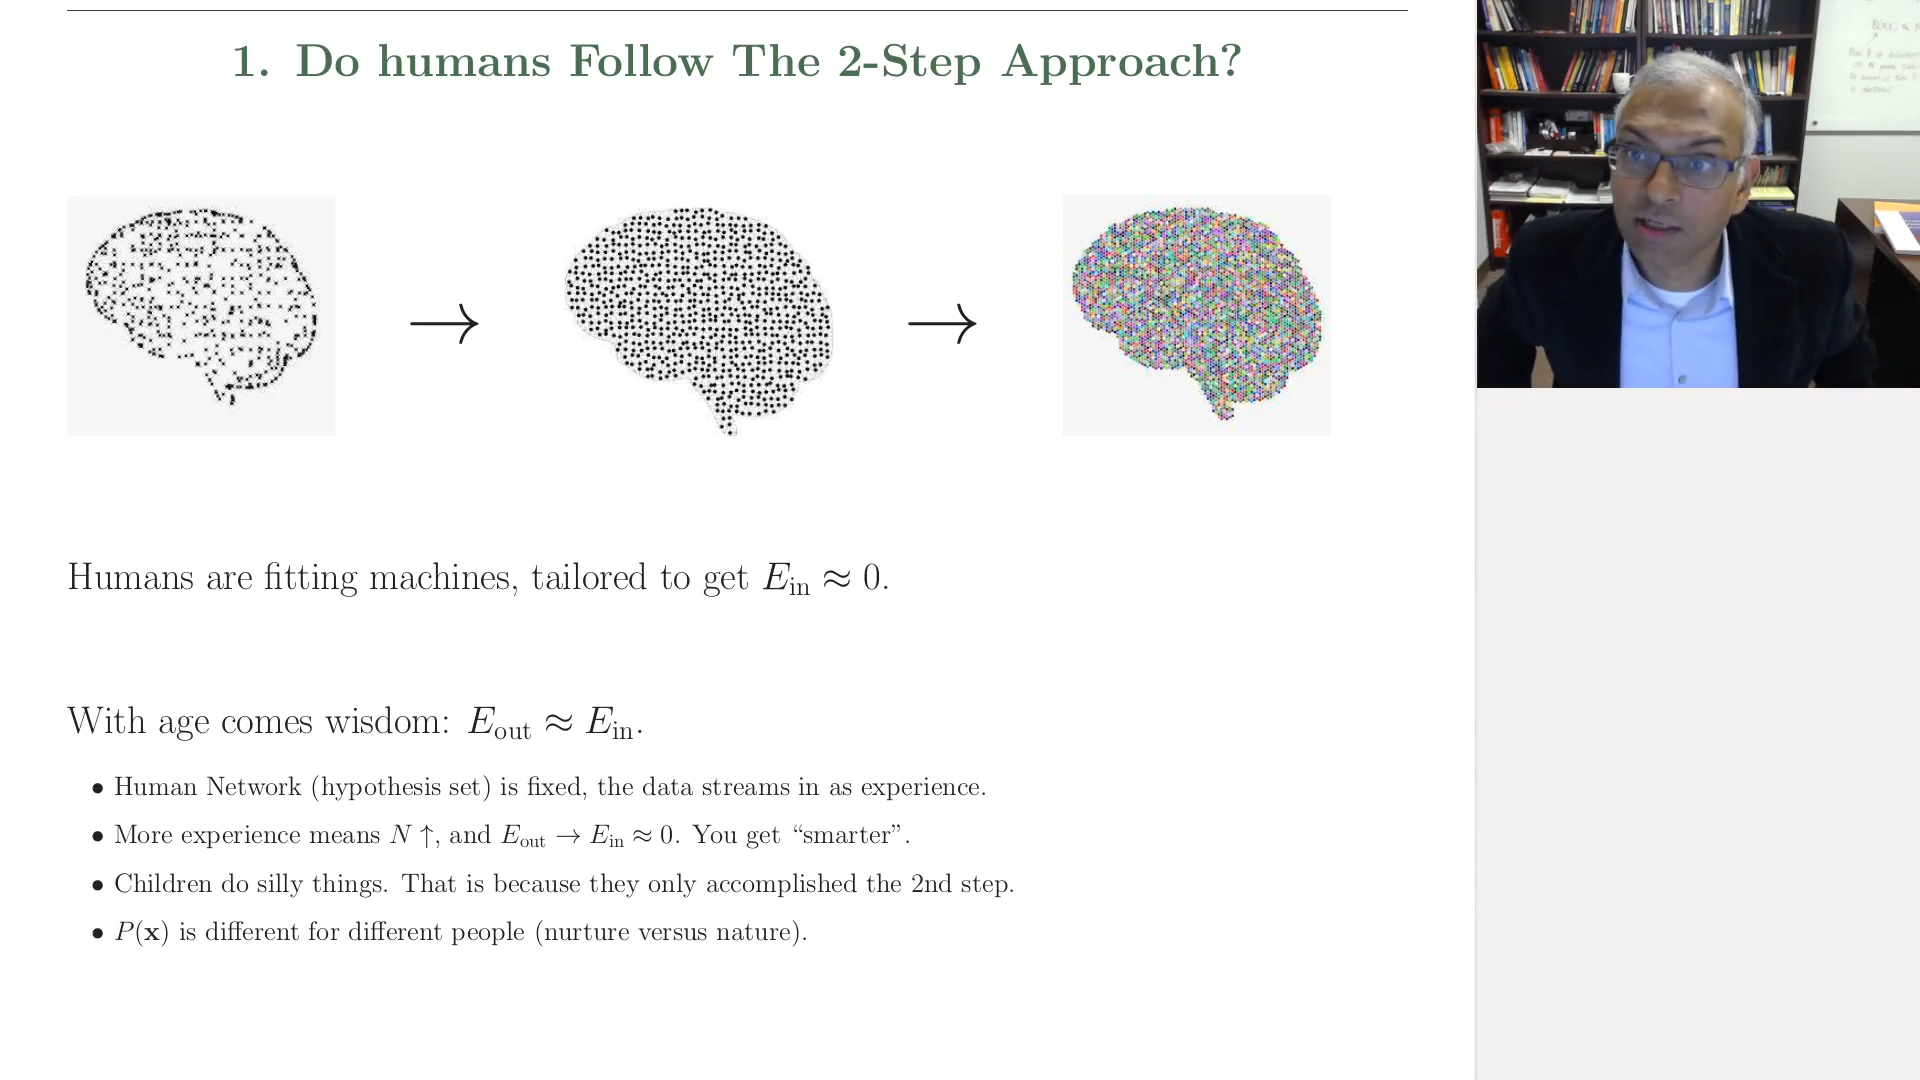 1. Do humans Follow The 2-Step Approach?
→ →
Humans are fitting machines, tailored to get E_in ≈ 0.
With age comes wisdom: E_out ≈ E_in.
• Human Network (hypothesis set) is fixed, the data streams in as experience.
• More experience means N ↑, and E_out → E_in ≈ 0. You get “smarter”.
• Children do silly things. That is because they only accomplished the 2nd step.
• P(x) is different for different people (nurture versus nature).